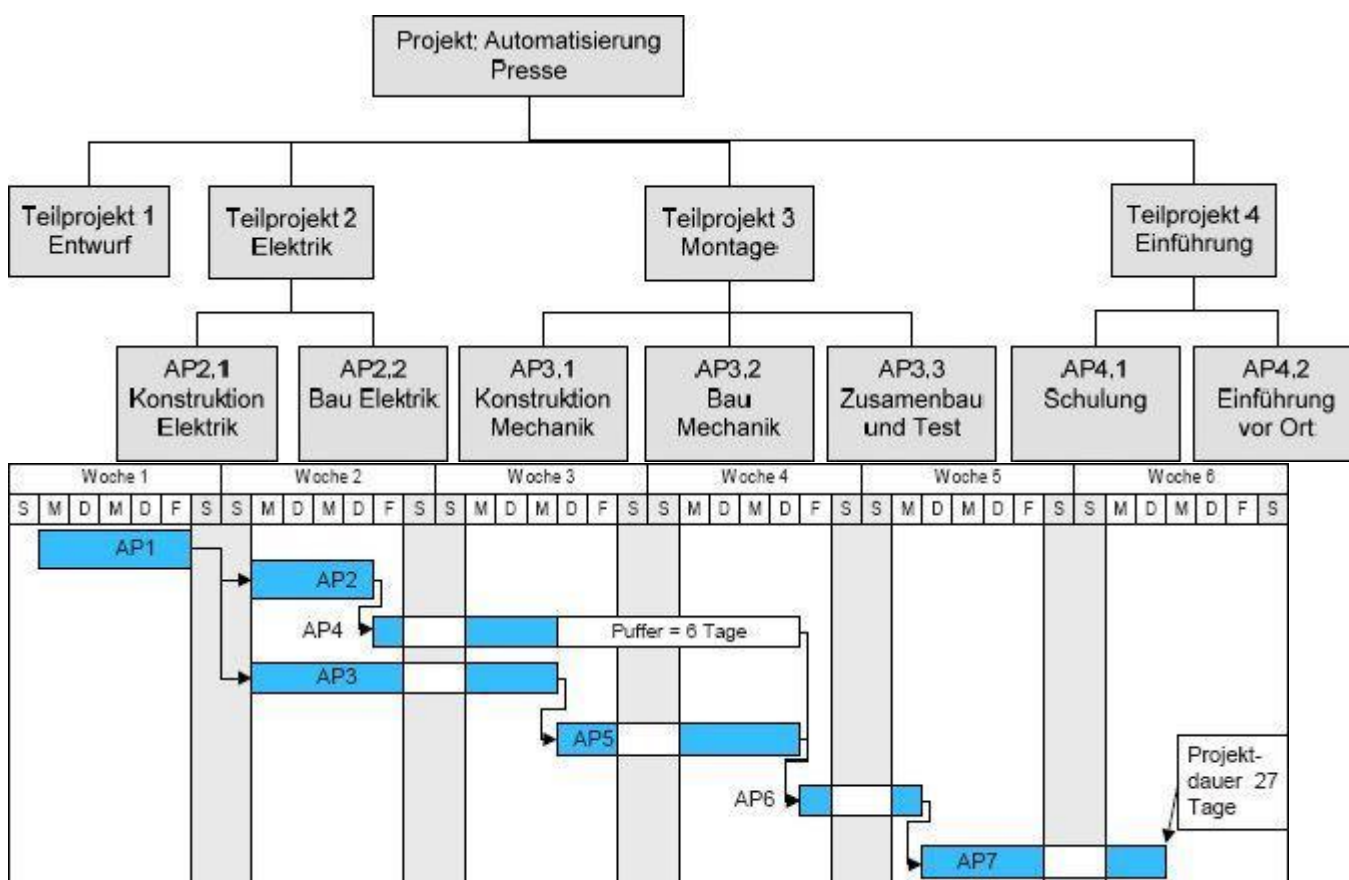 Projekt: Automatisierung
Presse
Teilprojekt 1
Entwurf
Teilprojekt 2
Elektrik
Teilprojekt 3
Montage
Teilprojekt 4
Einführung
AP2.1
Konstruktion
Elektrik
AP2.2
Bau Elektrik
AP3.1
Konstruktion
Mechanik
AP3.2
Bau
Mechanik
AP3.3
Zusamenbau
und Test
AP4.1
Schulung
AP4.2
Einführung
vor Ort
Woche 1 Woche 2 Woche 3 Woche 4 Woche 5 Woche 6
S M D M D F S S M D M D F S S M D M D F S S M D M D F S S M D M D F S S M D M D F S
AP1
AP2
AP4 Puffer = 6 Tage
AP3
AP5
Projekt-
dauer 27
Tage
AP6
AP7